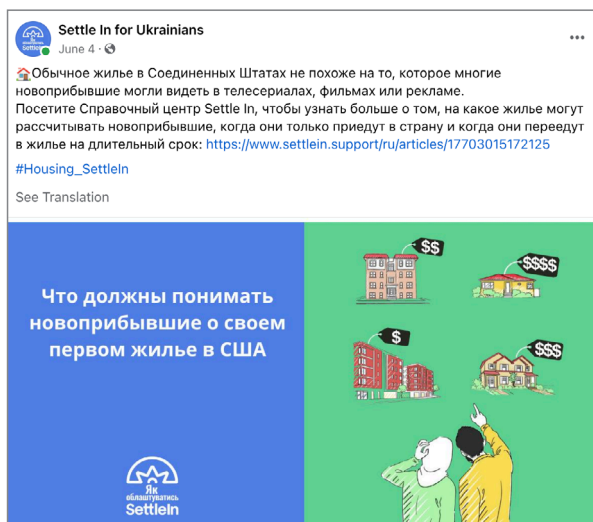 Settle In for Ukrainians
June 4 ·
Обычное жилье в Соединенных Штатах не похоже на то, которое многие
новоприбывшие могли видеть в телесериалах, фильмах или рекламе.
Посетите Справочный центр Settle In, чтобы узнать больше о том, на какое жилье могут
рассчитывать новоприбывшие, когда они только приедут в страну и когда они переедут
в жилье на длительный срок: https://www.settlein.support/ru/articles/17703015172125
#Housing_SettleIn
See Translation
Что должны понимать
новоприбывшие о своем
первом жилье в США
Як
облаштуватись
SettleIn
$$
$$$$
$
$$$